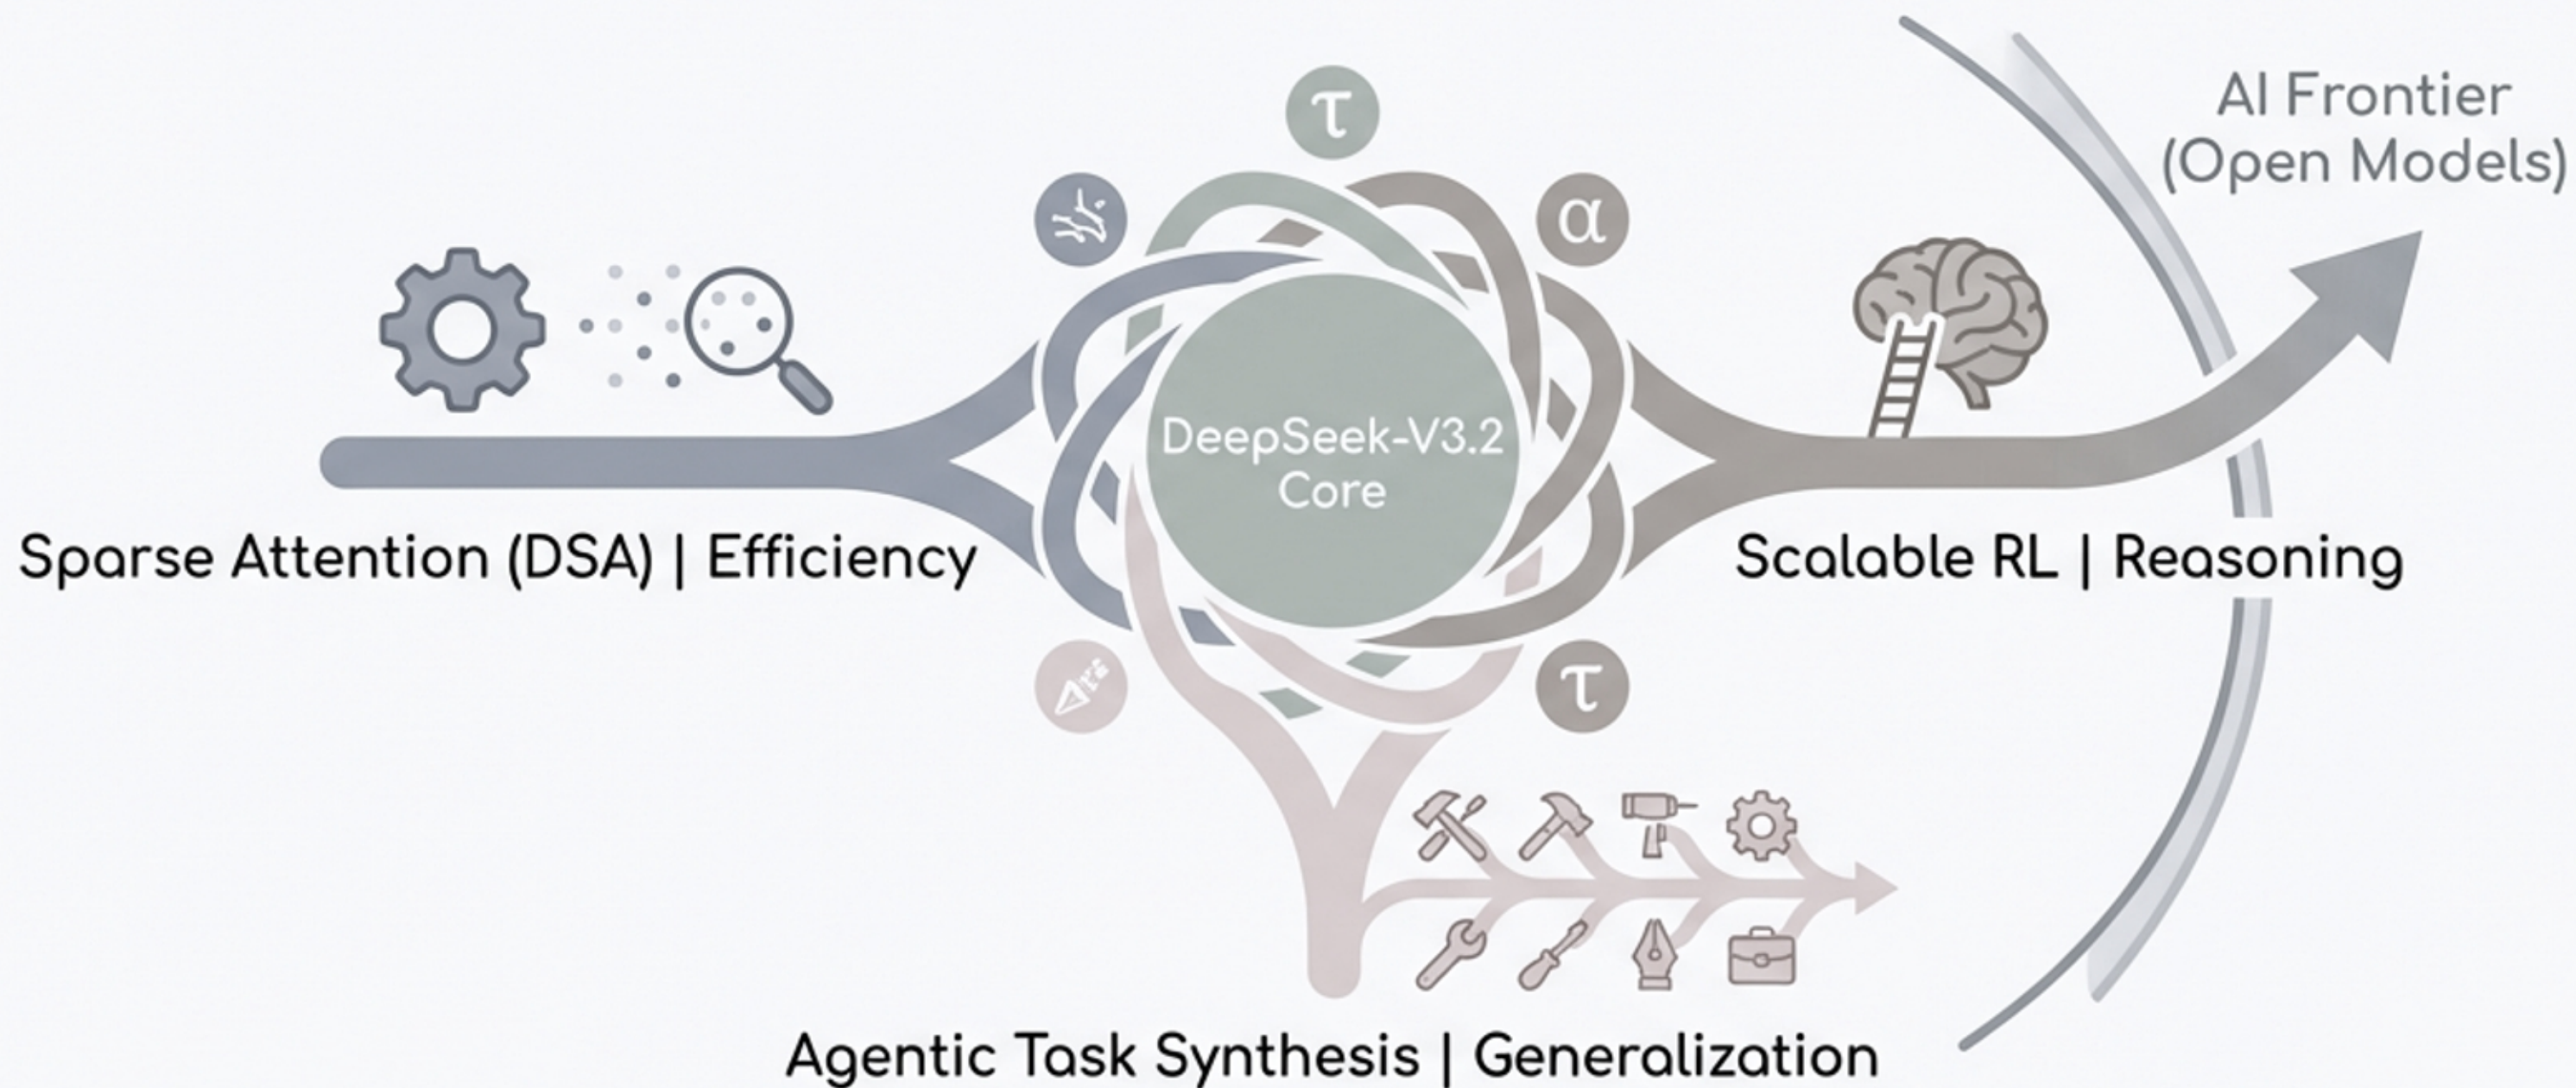 τ
α
AI Frontier
(Open Models)
DeepSeek-V3.2
Core
Sparse Attention (DSA) | Efficiency
Scalable RL | Reasoning
τ
Agentic Task Synthesis | Generalization